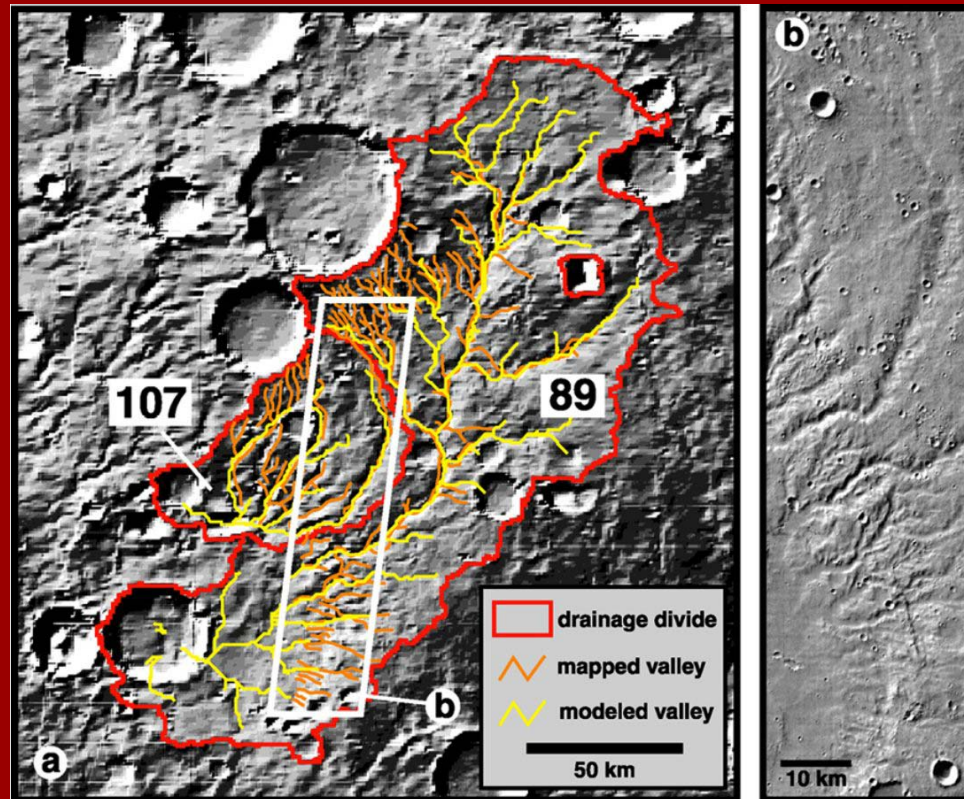 107
89
drainage divide
mapped valley
modeled valley
50 km
b
a
b
10 km